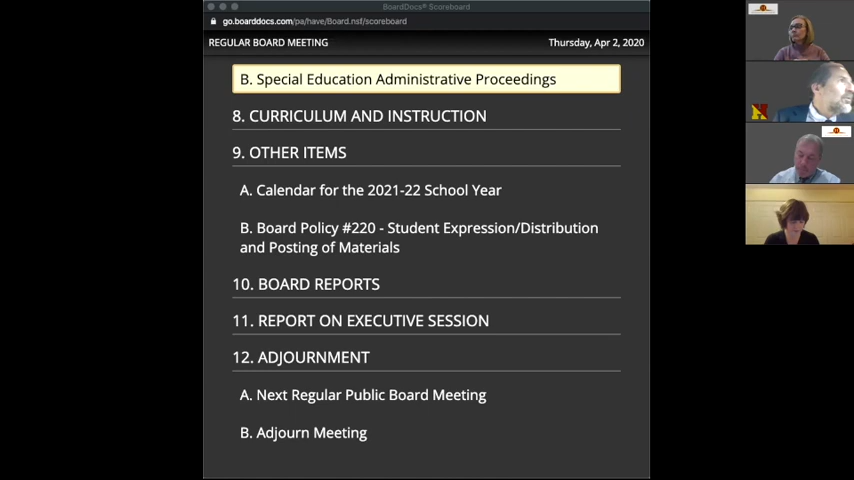 BoardDocs® Scoreboard
go.boarddocs.com/pa/have/Board.nsf/scoreboard
REGULAR BOARD MEETING
Thursday, Apr 2, 2020
B. Special Education Administrative Proceedings
8. CURRICULUM AND INSTRUCTION
9. OTHER ITEMS
A. Calendar for the 2021-22 School Year
B. Board Policy #220 - Student Expression/Distribution
and Posting of Materials
10. BOARD REPORTS
11. REPORT ON EXECUTIVE SESSION
12. ADJOURNMENT
A. Next Regular Public Board Meeting
B. Adjourn Meeting